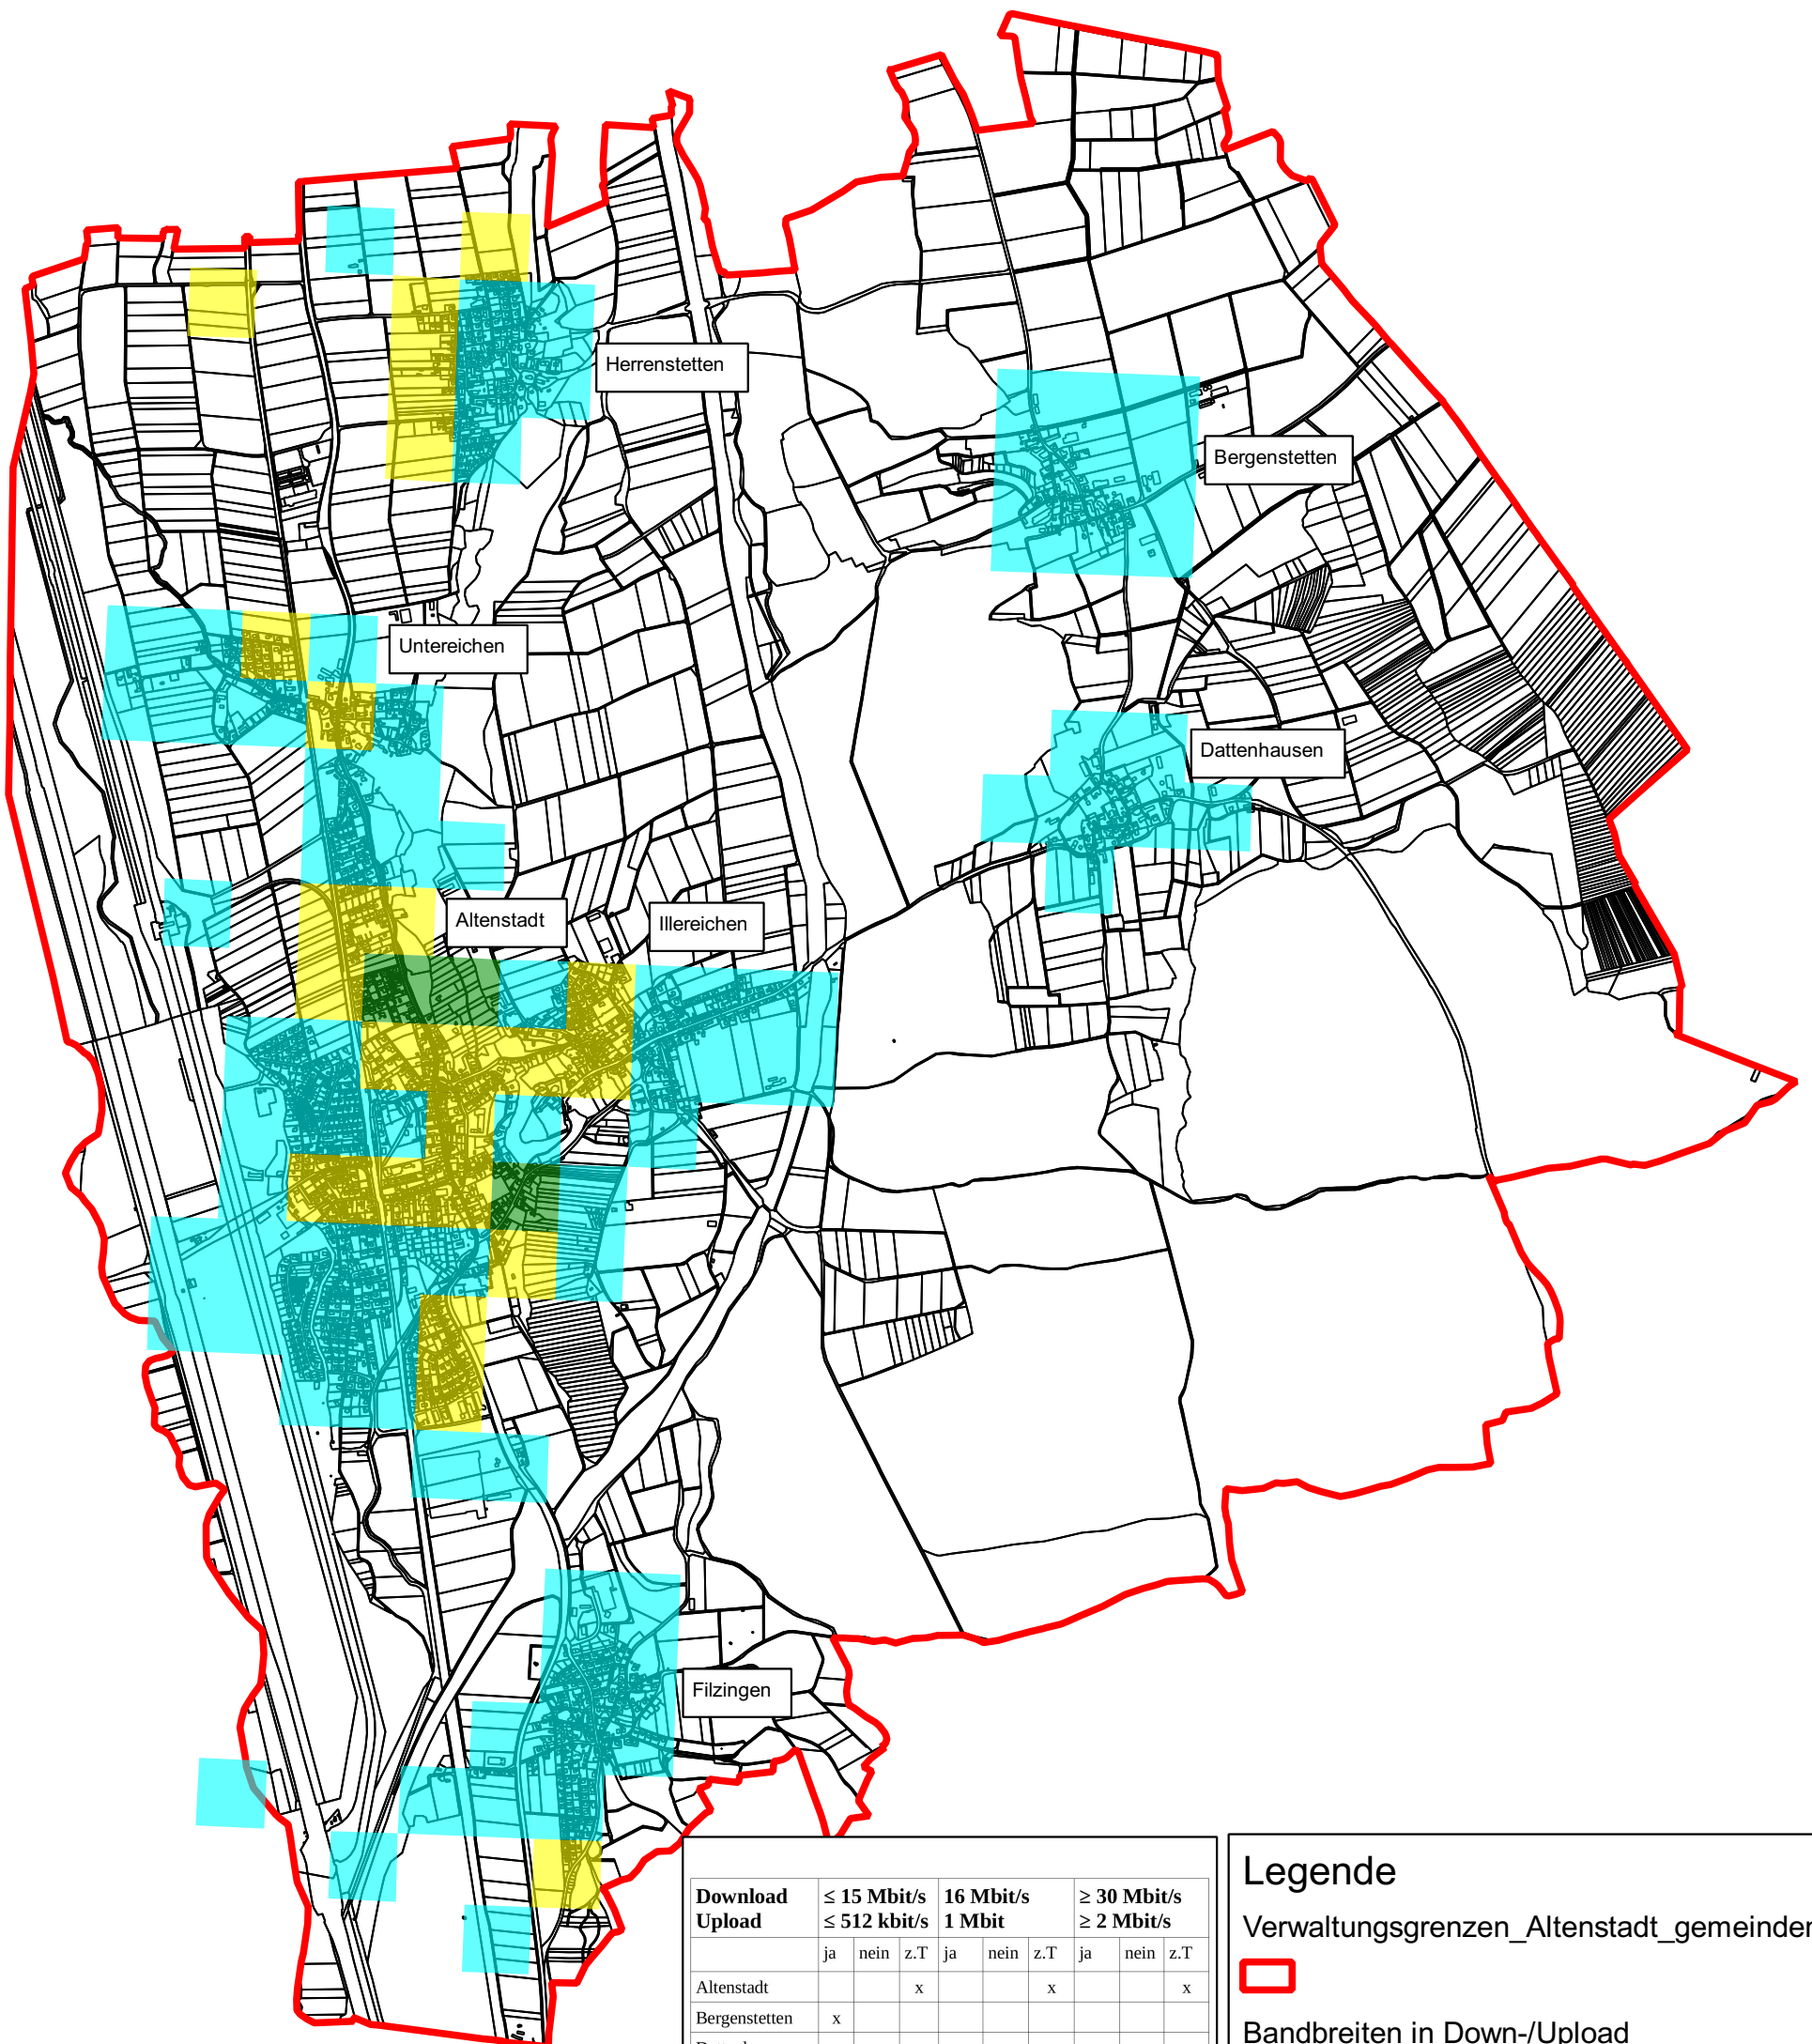 Herrenstetten
Bergenstetten
Untereichen
Dattenhausen
Altenstadt
Illereichen
Filzingen
Download ≤ 15 Mbit/s 16 Mbit/s ≥ 30 Mbit/s
Upload ≤ 512 kbit/s 1 Mbit ≥ 2 Mbit/s
ja nein z.T ja nein z.T ja nein z.T
Altenstadt x x x
Bergenstetten x
Legende
Verwaltungsgrenzen_Altenstadt_gemeinden
Bandbreiten in Down-/Upload